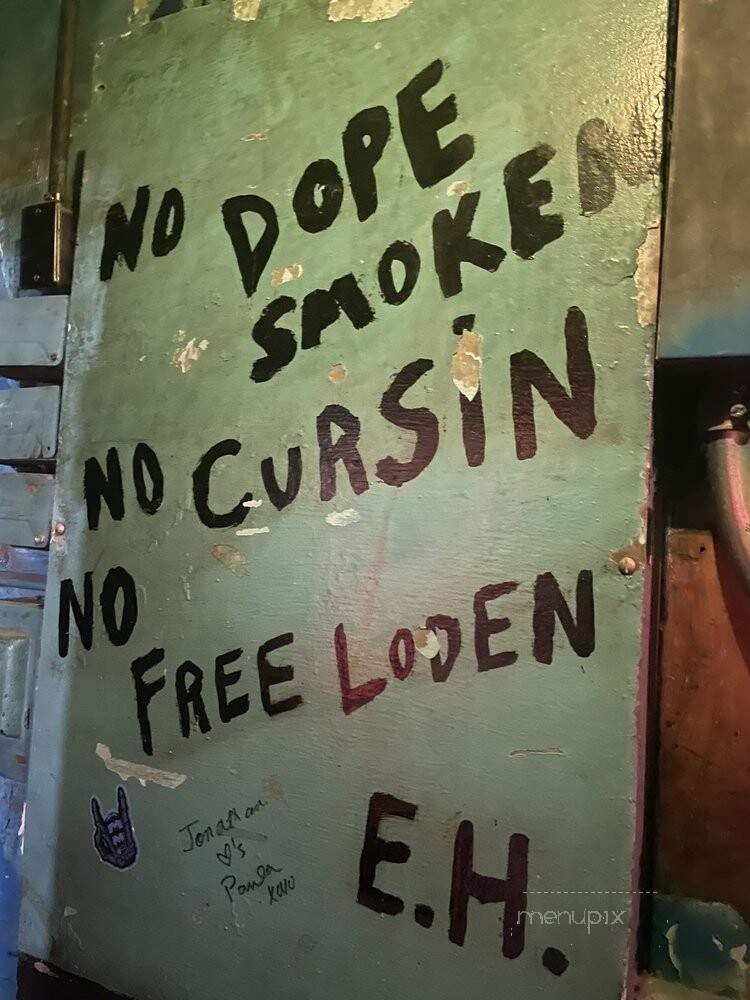 NO DOPE
SMOKEN
NO CURSiN
NO
FREE LODEN
Jonathan
♡'s
Paula
xoxo
E.H.
menupix